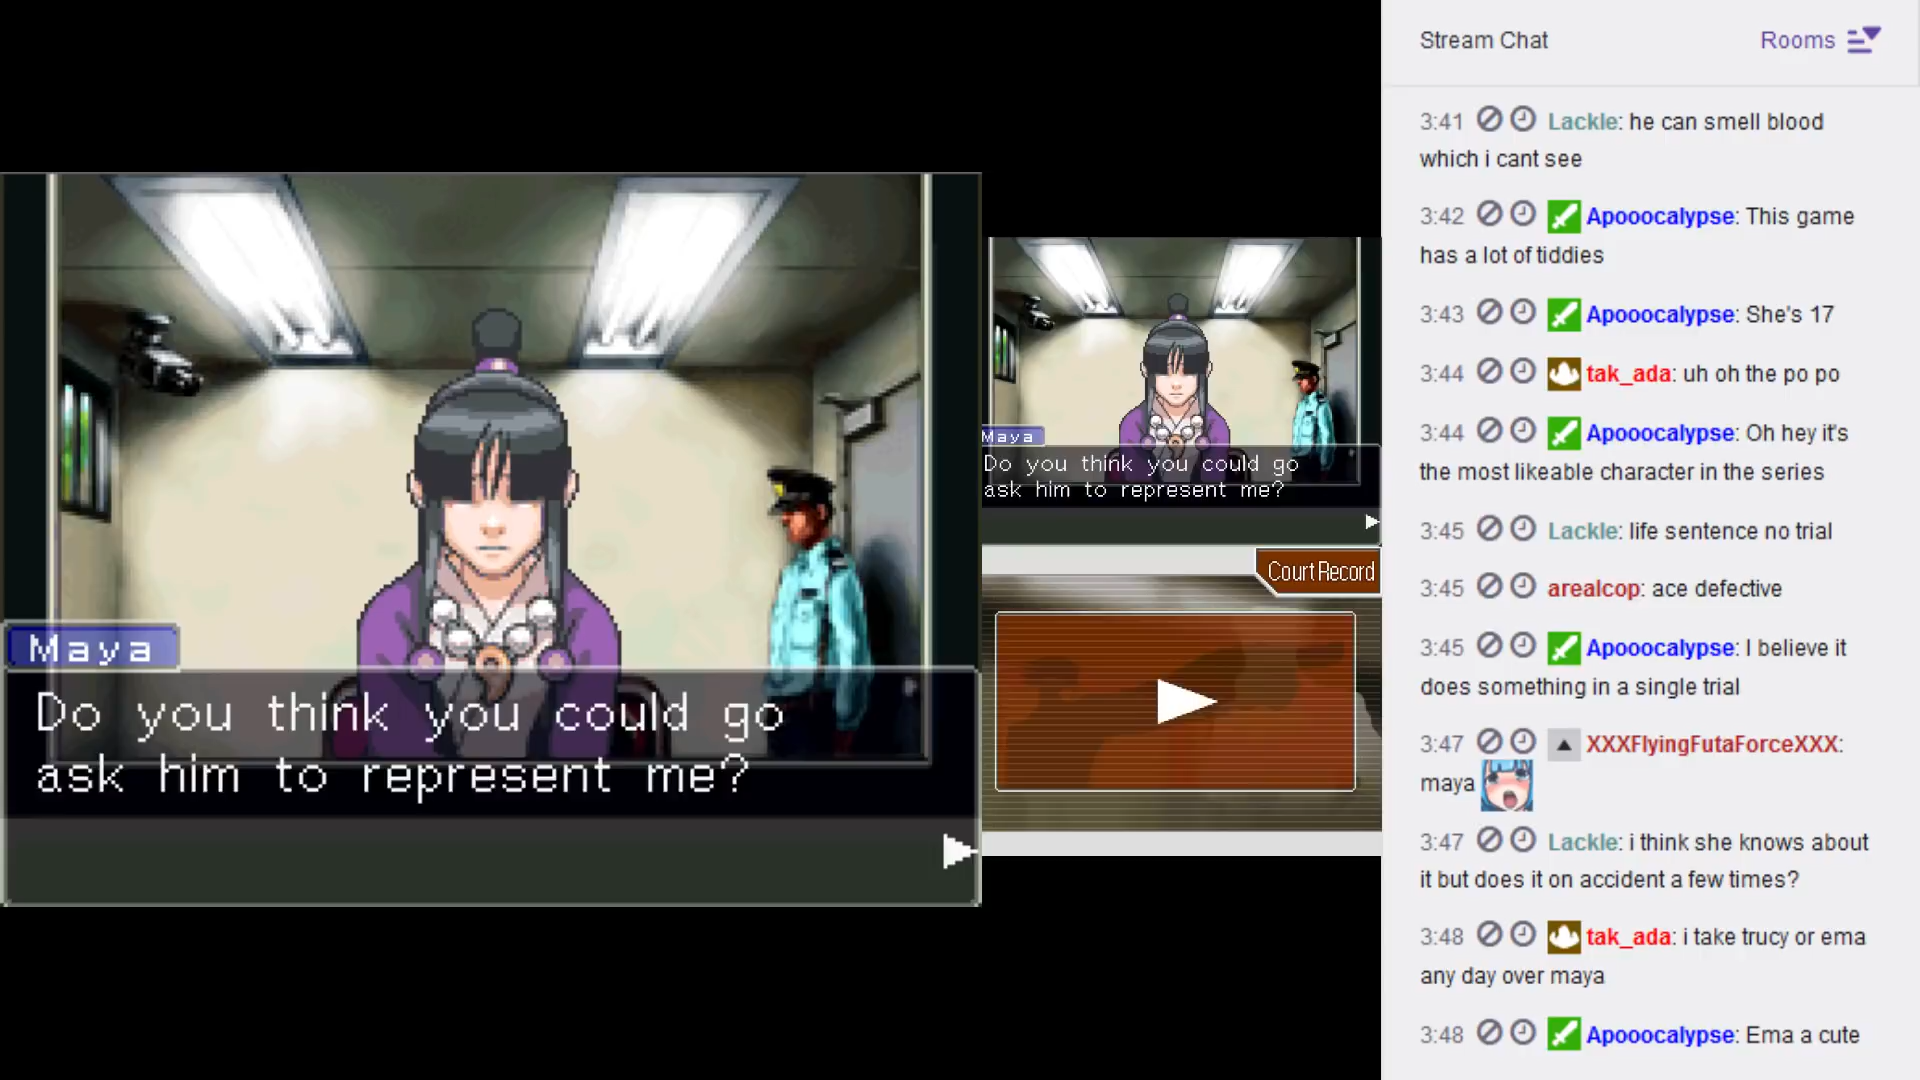 Maya
Do you think you could go
ask him to represent me?
Maya
Do you think you could go
ask him to represent me?
Court Record
Stream Chat
Rooms
3:41 Lackle: he can smell blood
which i cant see
3:42 Apooocalypse: This game
has a lot of tiddies
3:43 Apooocalypse: She's 17
3:44 tak_ada: uh oh the po po
3:44 Apooocalypse: Oh hey it's
the most likeable character in the series
3:45 Lackle: life sentence no trial
3:45 arealcop: ace defective
3:45 Apooocalypse: I believe it
does something in a single trial
3:47 XXXFlyingFutaForceXXX:
maya
3:47 Lackle: i think she knows about
it but does it on accident a few times?
3:48 tak_ada: i take trucy or ema
any day over maya
3:48 Apooocalypse: Ema a cute